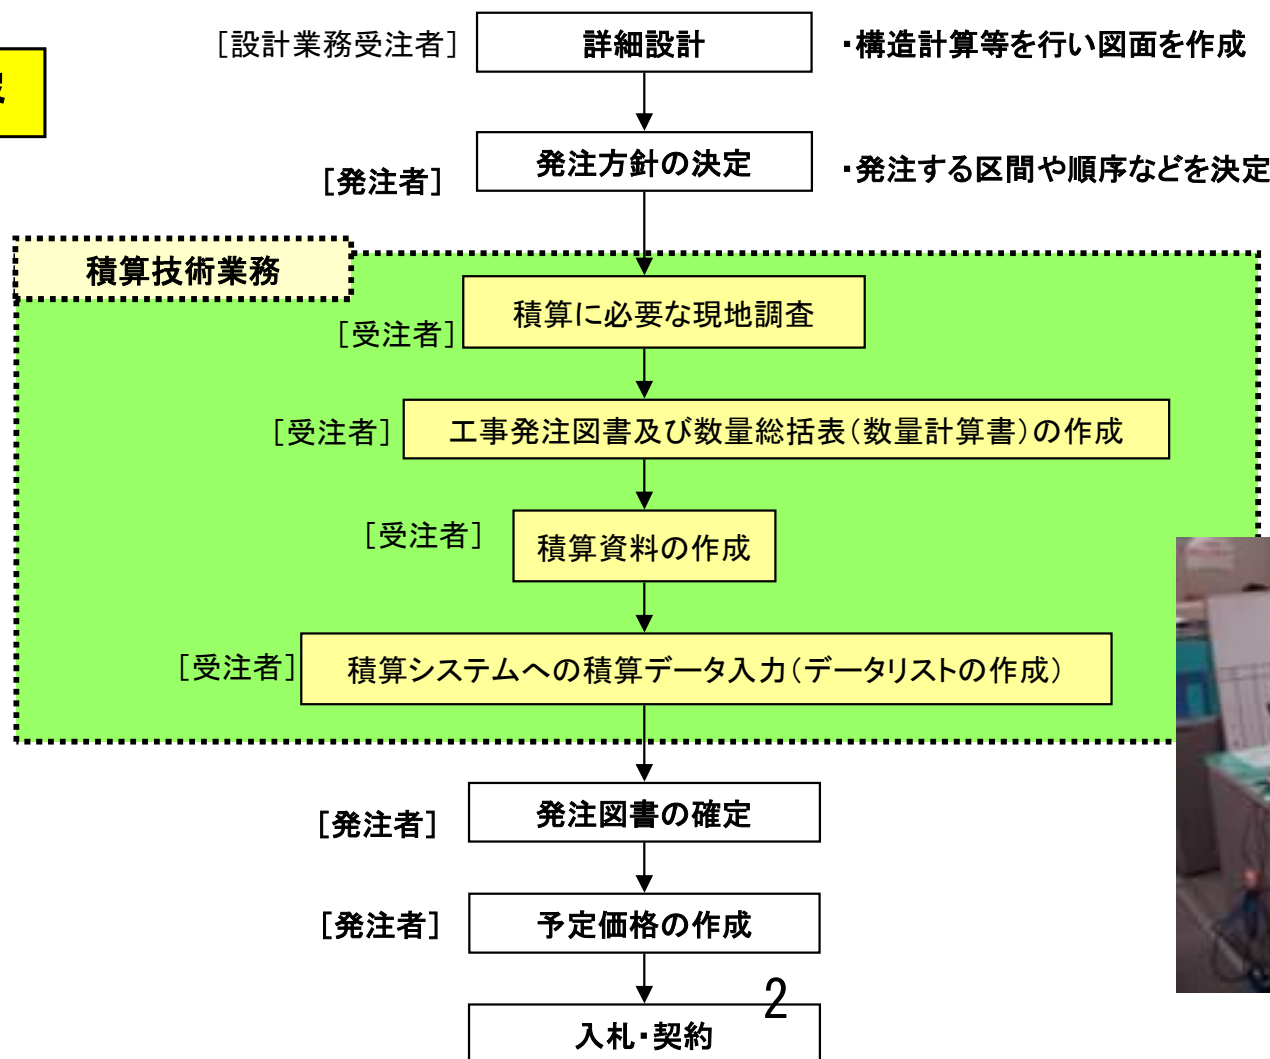 [設計業務受注者]
詳細設計
・構造計算等を行い図面を作成
[発注者]
発注方針の決定
・発注する区間や順序などを決定
積算技術業務
[受注者]
積算に必要な現地調査
[受注者]
工事発注図書及び数量総括表(数量計算書)の作成
[受注者]
積算資料の作成
[受注者]
積算システムへの積算データ入力(データリストの作成)
[発注者]
発注図書の確定
[発注者]
予定価格の作成
2
入札・契約